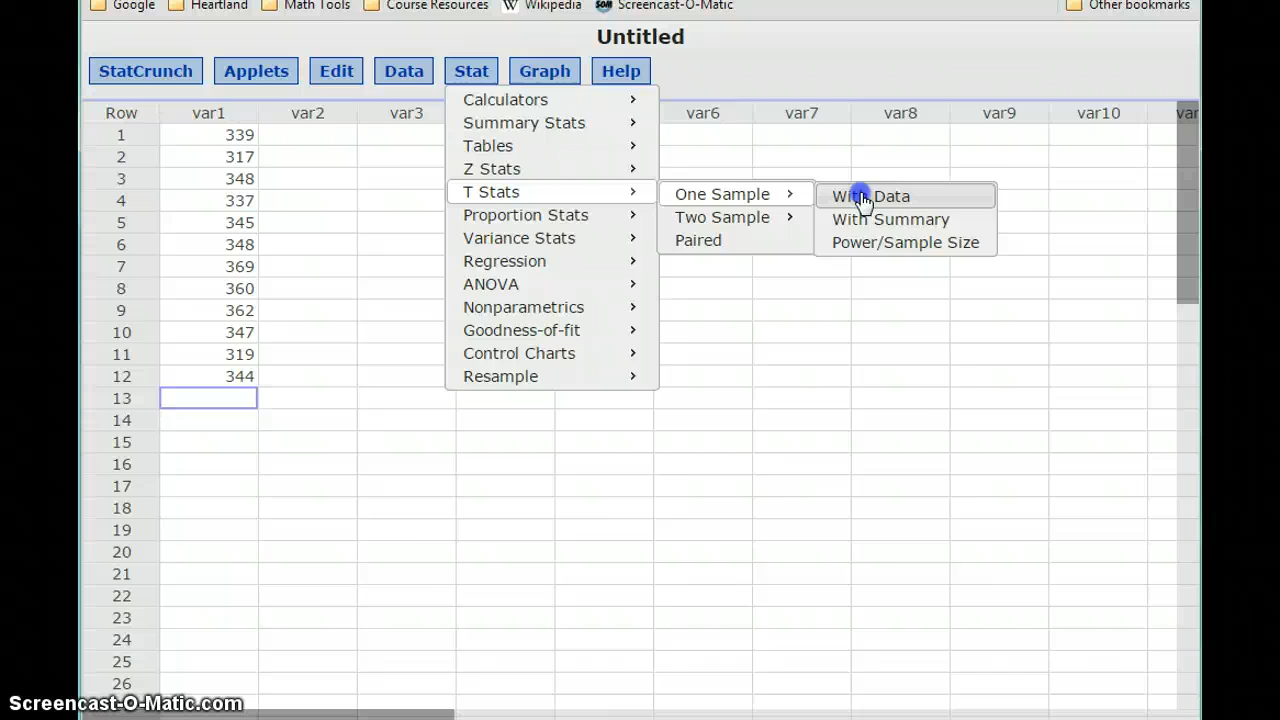 Google Heartland Math Tools Course Resources W Wikipedia SOM Screencast-O-Matic Other bookmarks
Untitled
StatCrunch Applets Edit Data Stat Graph Help
Row var1 var2 var3 var6 var7 var8 var9 var10 var
1 339
2 317
3 348
4 337
5 345
6 348
7 369
8 360
9 362
10 347
11 319
12 344
13
14
15
16
17
18
19
20
21
22
23
24
25
26
Calculators
Summary Stats
Tables
Z Stats
T Stats
Proportion Stats
Variance Stats
Regression
ANOVA
Nonparametrics
Goodness-of-fit
Control Charts
Resample
One Sample
Two Sample
Paired
With Data
With Summary
Power/Sample Size
Screencast-O-Matic.com